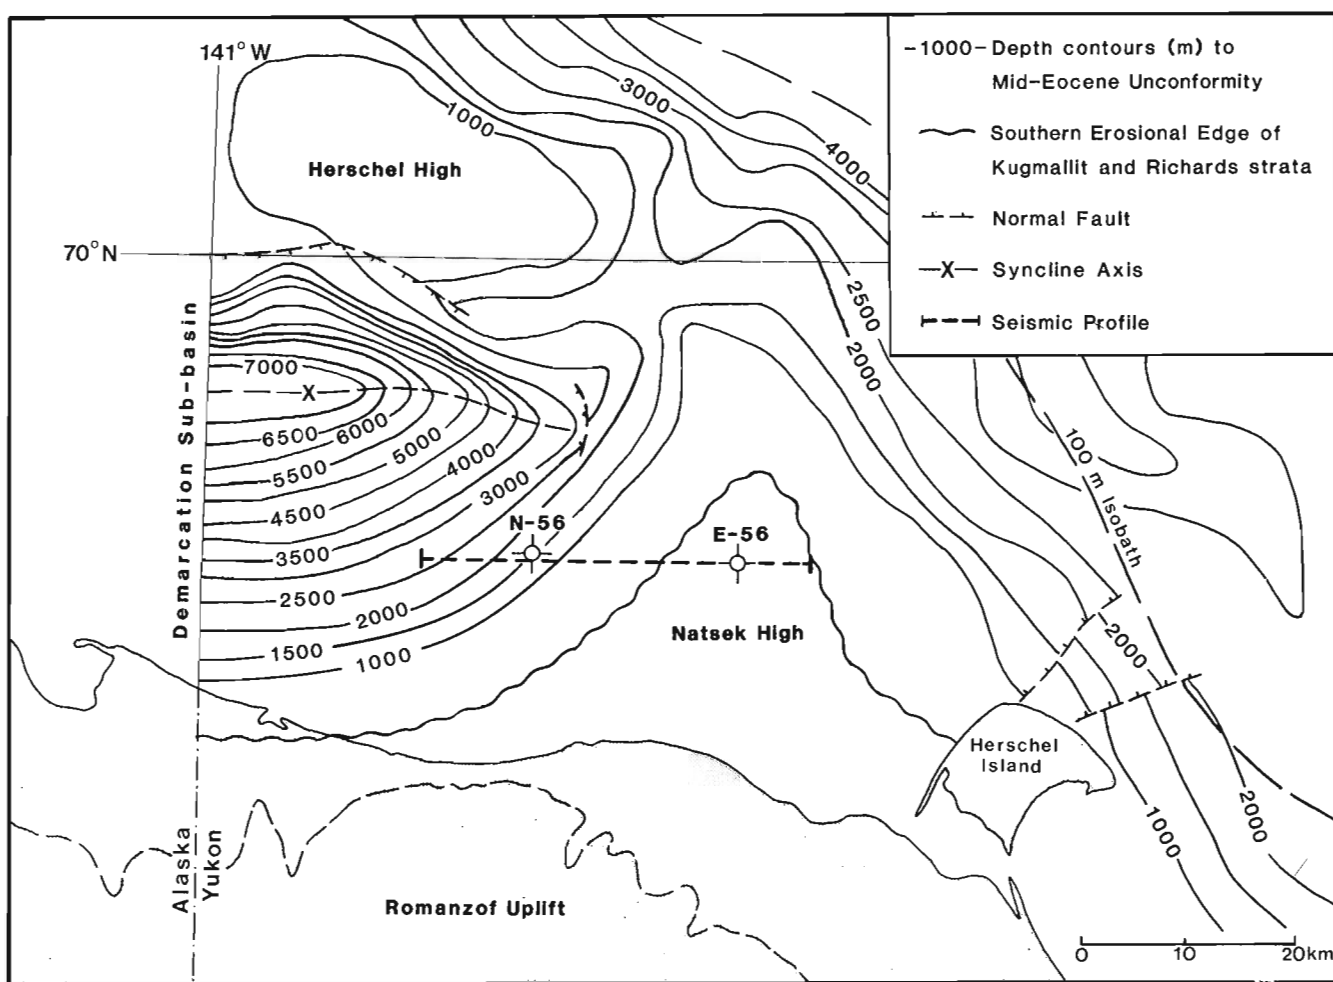 141° W
-1000- Depth contours (m) to
Mid-Eocene Unconformity
Southern Erosional Edge of
Kugmallit and Richards strata
Normal Fault
X
Syncline Axis
Seismic Profile
1000
3000
4000
Herschel High
70°N
2500
2000
Demarcation Sub-basin
7000
X
6500
6000
5000
5500
4000
4500
3000
3500
2500
2000
1500
1000
N-56
E-56
Natsek High
100 m Isobath
2000
Herschel
Island
1000
2000
Alaska
Yukon
Romanzof Uplift
0 10 20km